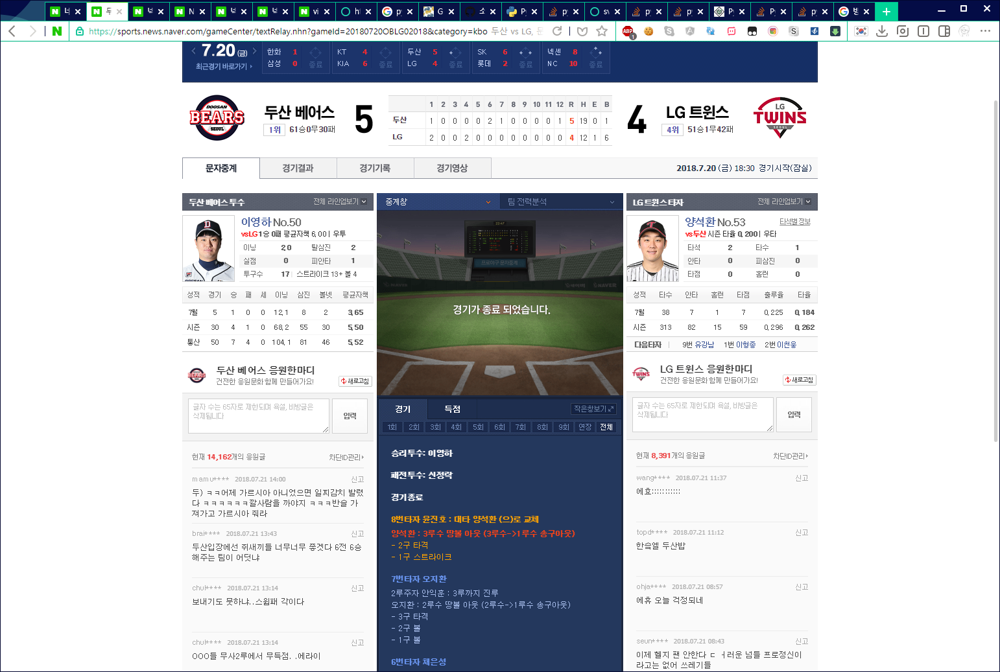 https://sports.news.naver.com/gameCenter/textRelay.nhn?gameId=20180720OBLG02018&category=kbo 두산 vs LG,
7.20 (금)
최근경기 바로가기
한화 1
삼성 0
종료
KT 4
KIA 6
종료
두산 5
LG 4
종료
SK 6
롯데 2
종료
넥센 8
NC 10
종료
DOOSAN
BEARS
SEOUL
두산 베어스
1위 61승0무30패
5
1 2 3 4 5 6 7 8 9 10 11 12 R H E B
두산 1 0 0 0 0 2 1 0 0 0 0 1 5 19 0 1
LG 2 0 0 2 0 0 0 0 0 0 0 0 4 12 1 6
4
LG 트윈스
4위 51승1무42패
LG
TWINS
SEOUL
문자중계 경기결과 경기기록 경기영상
2018.7.20 (금) 18:30 경기시작(잠실)
두산 베어스 투수 전체 라인업보기
이영하 No.50
vsLG 1승 0패 평균자책 6.00 | 우투
이닝 2.0 탈삼진 2
실점 0 피안타 1
투구수 17 | 스트라이크 13 + 볼 4
성적 경기 승 패 세 이닝 삼진 볼넷 평균자책
7월 5 1 0 0 12.1 8 2 3.65
시즌 30 4 1 0 68.2 55 30 5.50
통산 50 7 4 0 104.1 81 46 5.52
두산 베어스 응원한마디
건전한 응원문화 함께 만들어가요!
새로고침
글자 수는 65자로 제한되며 욕설, 비방글은
삭제됩니다
입력
현재 14,162개의 응원글 차단ID관리
mamu**** 2018.07.21 14:00 신고
두) ㅋㅋ어제 가르시아 아니었으면 일찌감치 발렸
다 ㅋㅋㅋㅋㅋㅋ깔사람을 까야지 ㅋㅋㅋ반슬 가
져가고 가르시아 줘라
brai**** 2018.07.21 13:43 신고
두산입장에선 쥐새끼들 너무너무 쫗겟다 6전 6승
해주는 팀이 어덧냐
chul**** 2018.07.21 13:14 신고
보내기도 못하냐..스윕패 각이다
chul**** 2018.07.21 13:14 신고
OOO들 무사2루에서 무득점. .에라이
중계창 팀 전력분석
22:47
프로야구 문자중계
NAVER
경기가 종료 되었습니다.
경기 득점 작은창보기
1회 2회 3회 4회 5회 6회 7회 8회 9회 연장 전체
승리투수: 이영하
패전투수: 신정락
경기종료
8번타자 윤진호 : 대타 양석환 (으)로 교체
양석환 : 3루수 땅볼 아웃 (3루수->1루수 송구아웃)
- 2구 타격
- 1구 스트라이크
7번타자 오지환
2루주자 안익훈 : 3루까지 진루
오지환 : 2루수 땅볼 아웃 (2루수->1루수 송구아웃)
- 3구 타격
- 2구 볼
- 1구 볼
6번타자 채은성
LG 트윈스 타자 전체 라인업보기
양석환 No.53 타석별 정보
vs두산 시즌 타율 0.200 | 우타
타석 2 타수 1
안타 0 피삼진 0
타점 0 홈런 0
성적 타수 안타 홈런 타점 출루율 타율
7월 38 7 1 7 0.225 0.184
시즌 313 82 15 59 0.296 0.262
다음타자 | 9번 유강남 1번 이형종 2번 이천웅
LG 트윈스 응원한마디
건전한 응원문화 함께 만들어가요!
새로고침
글자 수는 65자로 제한되며 욕설, 비방글은
삭제됩니다
입력
현재 8,391개의 응원글 차단ID관리
wang**** 2018.07.21 11:37 신고
에효:::::::::::
topd**** 2018.07.21 11:12 신고
한슼엘 두산밥
ohja**** 2018.07.21 08:57 신고
에휴 오늘 걱정되네
seun**** 2018.07.21 08:43 신고
이제 헬지 팬 안한다 ㄷ ㅓ러운 넘들 프로정신이
라고는 없어 쓰레기들